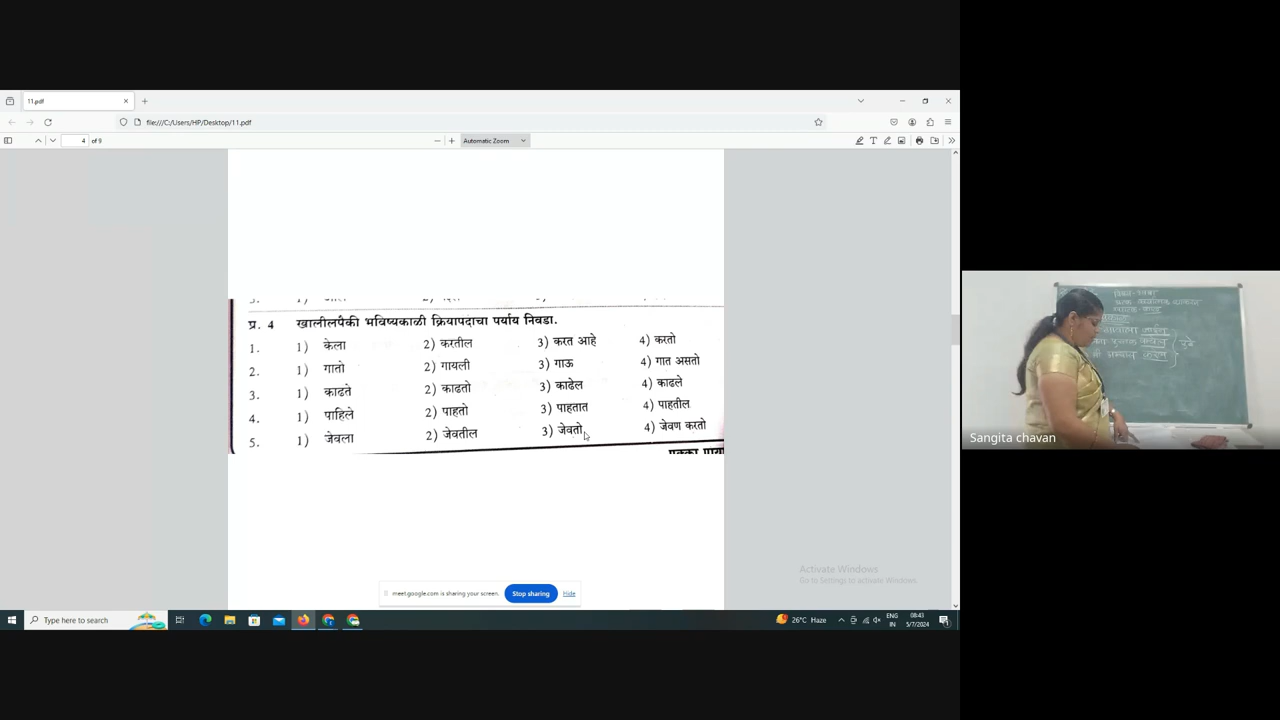 11.pdf
file:///C:/Users/HP/Desktop/11.pdf
4 of 9
Automatic Zoom
प्र. 4 खालीलपैकी भविष्यकाळी क्रियापदाचा पर्याय निवडा.
1. 1) केला 2) करतील 3) करत आहे 4) करतो
2. 1) गातो 2) गायली 3) गाऊ 4) गात असतो
3. 1) काढते 2) काढतो 3) काढेल 4) काढले
4. 1) पाहिले 2) पाहतो 3) पाहतात 4) पाहतील
5. 1) जेवला 2) जेवतील 3) जेवतो 4) जेवण करतो
Sangita chavan
Activate Windows
Go to Settings to activate Windows.
meet.google.com is sharing your screen. Stop sharing Hide
Type here to search
26°C Haze
ENG
IN
08:43
5/7/2024